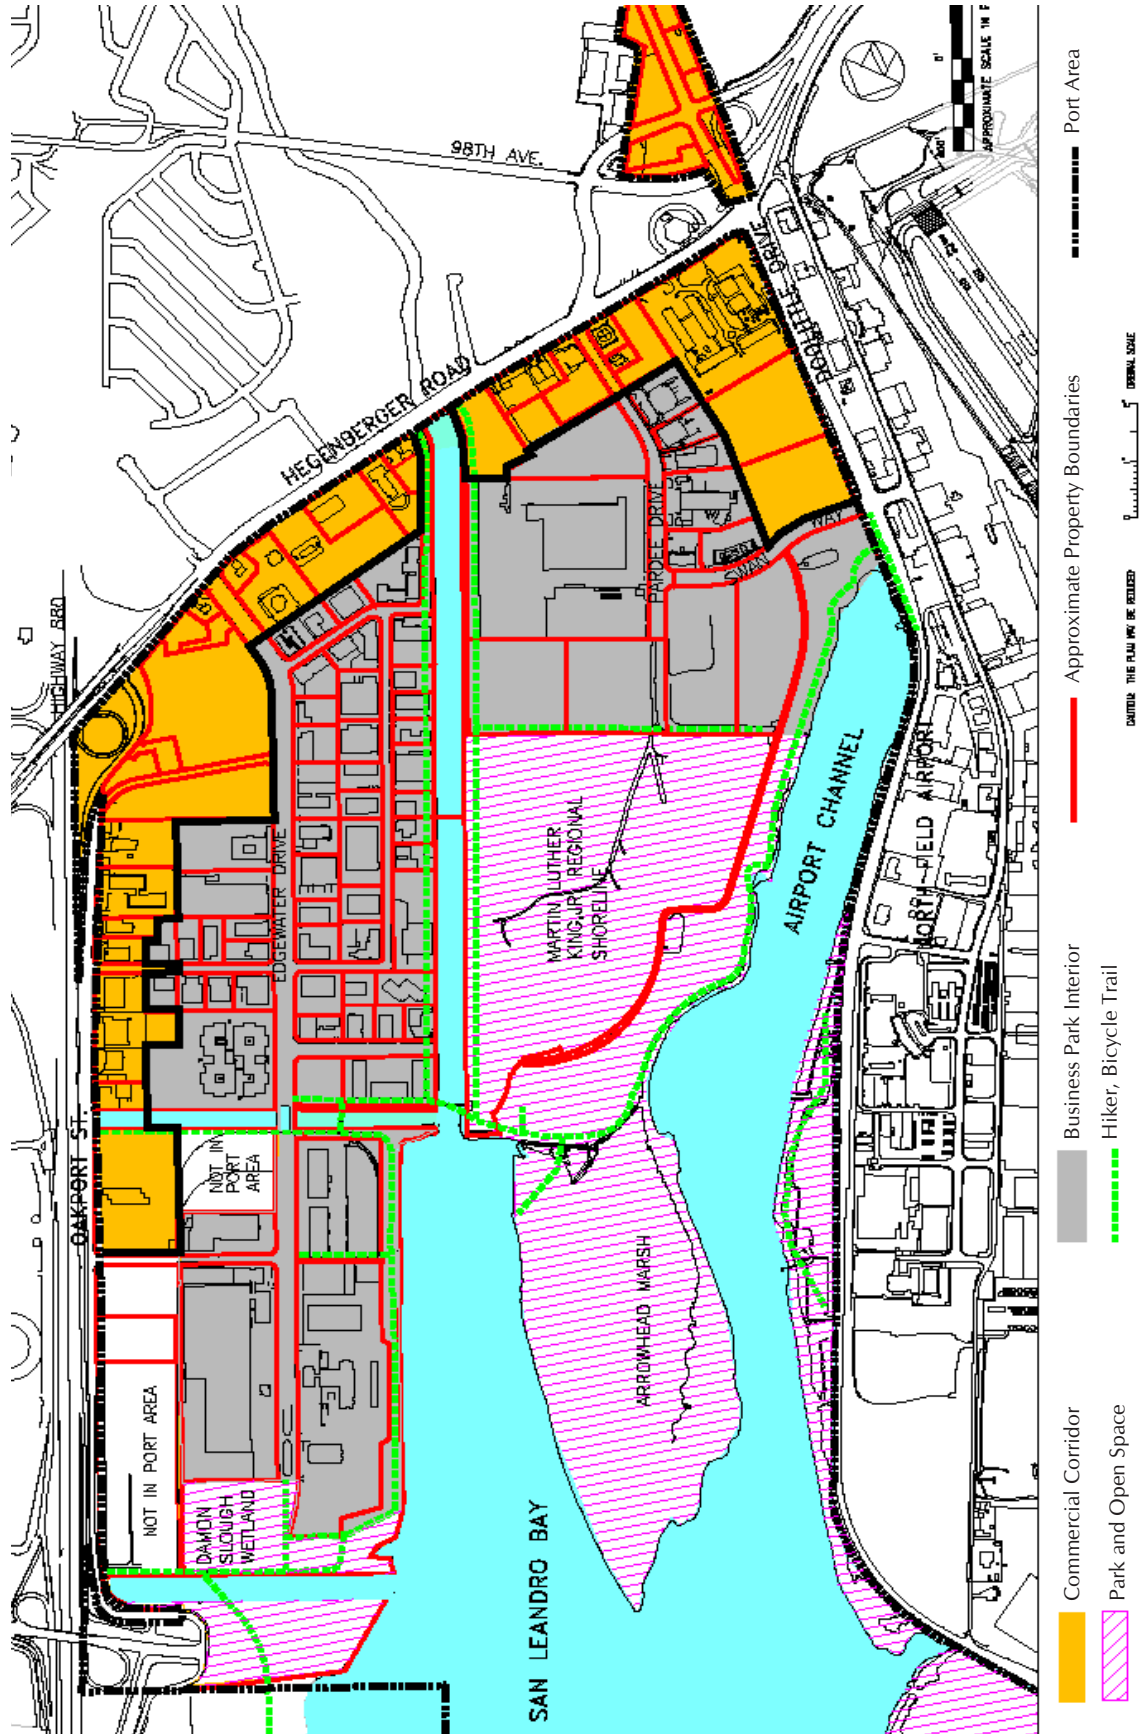 HIGHWAY 880
OAKPORT ST.
HEGENBERGER ROAD
98TH AVE.
DOOLITTLE DRIVE
EDGEWATER DRIVE
PARDEE DRIVE
SWAN WAY
NOT IN PORT AREA
NOT IN
PORT
AREA
DAMON
SLOUGH
WETLAND
MARTIN LUTHER
KING JR. REGIONAL
SHORELINE
ARROWHEAD MARSH
SAN LEANDRO BAY
AIRPORT CHANNEL
NORTH FIELD AIRPORT
0'
800'
APPROXIMATE SCALE IN F
Commercial Corridor
Business Park Interior
Approximate Property Boundaries
Port Area
Park and Open Space
Hiker, Bicycle Trail
CAUTION: THIS PLAN MAY BE REDUCED
ORIGINAL SCALE